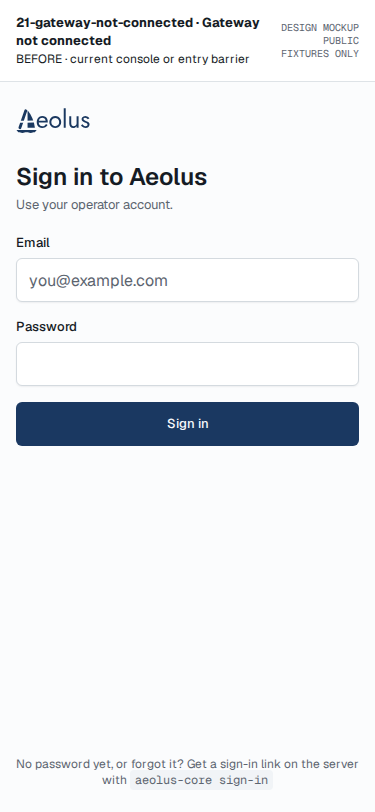 21-gateway-not-connected · Gateway
not connected
BEFORE · current console or entry barrier
DESIGN MOCKUP
PUBLIC
FIXTURES ONLY
Aeolus
Sign in to Aeolus
Use your operator account.
Email
you@example.com
Password
Sign in
No password yet, or forgot it? Get a sign-in link on the server
with aeolus-core sign-in